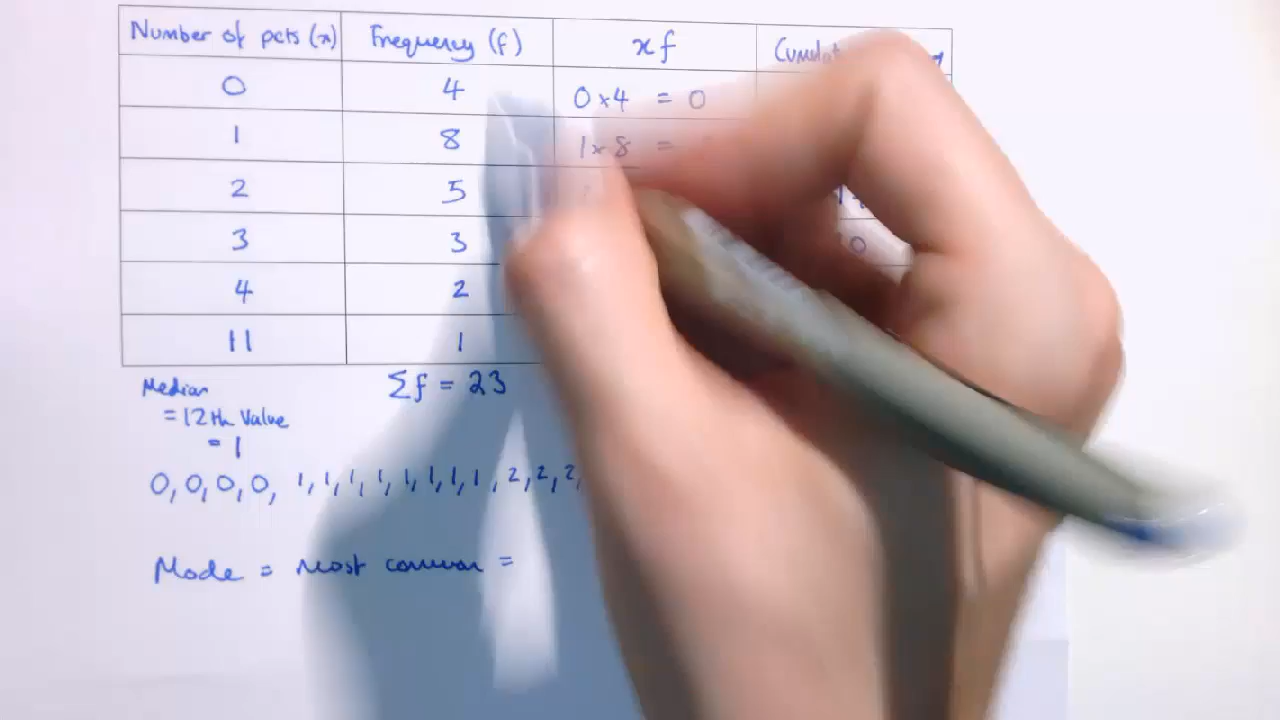 Number of pets (x) Frequency (f) xf
0 4 0 x 4 = 0
1 8 1 x 8 =
2 5
3 3
4 2
11 1
Median Σf = 23
= 12th Value
= 1
0, 0, 0, 0, 1, 1, 1, 1, 1, 1, 1, 1, 2, 2, 2,
Mode = Most common =